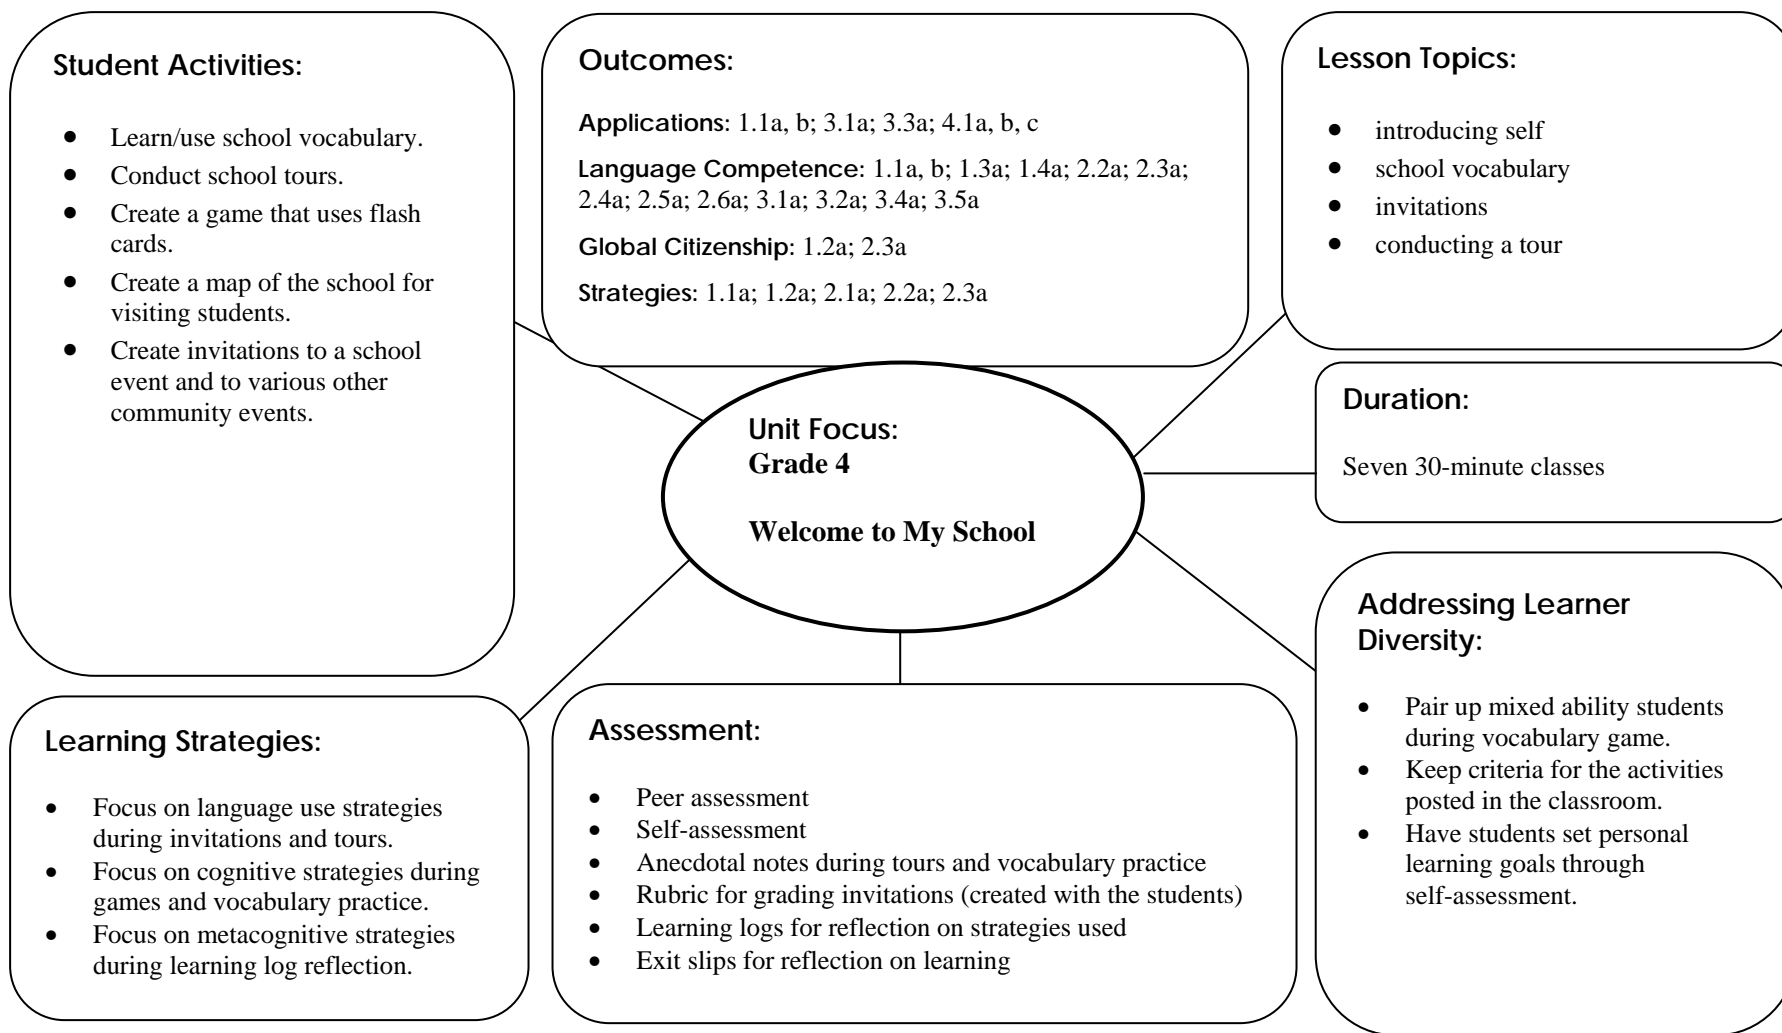 Student Activities:
• Learn/use school vocabulary.
• Conduct school tours.
• Create a game that uses flash
cards.
• Create a map of the school for
visiting students.
• Create invitations to a school
event and to various other
community events.
Outcomes:
Applications: 1.1a, b; 3.1a; 3.3a; 4.1a, b, c
Language Competence: 1.1a, b; 1.3a; 1.4a; 2.2a; 2.3a;
2.4a; 2.5a; 2.6a; 3.1a; 3.2a; 3.4a; 3.5a
Global Citizenship: 1.2a; 2.3a
Strategies: 1.1a; 1.2a; 2.1a; 2.2a; 2.3a
Lesson Topics:
• introducing self
• school vocabulary
• invitations
• conducting a tour
Unit Focus:
Grade 4
Welcome to My School
Duration:
Seven 30-minute classes
Learning Strategies:
• Focus on language use strategies
during invitations and tours.
• Focus on cognitive strategies during
games and vocabulary practice.
• Focus on metacognitive strategies
during learning log reflection.
Assessment:
• Peer assessment
• Self-assessment
• Anecdotal notes during tours and vocabulary practice
• Rubric for grading invitations (created with the students)
• Learning logs for reflection on strategies used
• Exit slips for reflection on learning
Addressing Learner
Diversity:
• Pair up mixed ability students
during vocabulary game.
• Keep criteria for the activities
posted in the classroom.
• Have students set personal
learning goals through
self-assessment.